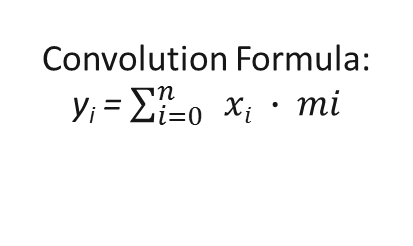 Convolution Formula:
yᵢ = ∑ⁿᵢ₌₀ xᵢ · mi